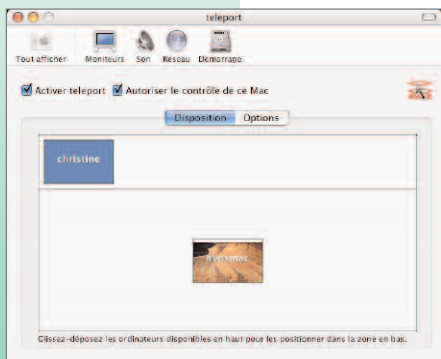 teleport
Tout afficher Moniteurs Son Réseau Démarrage
Activer teleport Autoriser le contrôle de ce Mac
Disposition Options
christine
avosmac
Glissez-déposez les ordinateurs disponibles en haut pour les positionner dans la zone en bas.